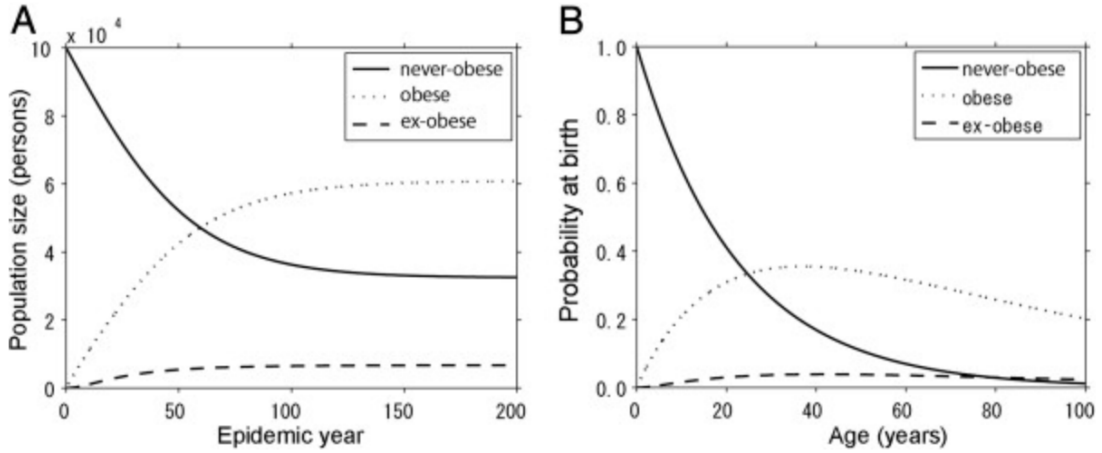 A
x 10 4
10
8
6
4
2
0
Population size (persons)
never-obese
obese
ex-obese
0 50 100 150 200
Epidemic year
B
1.0
0.8
0.6
0.4
0.2
0.0
Probability at birth
never-obese
obese
ex-obese
0 20 40 60 80 100
Age (years)